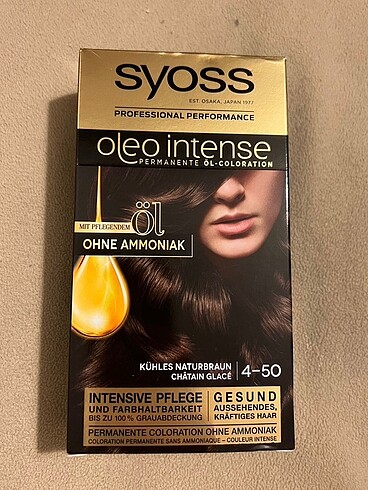 syoss
EST. OSAKA, JAPAN 1977
PROFESSIONAL PERFORMANCE
oleo intense
PERMANENTE ÖL-COLORATION
MIT PFLEGENDEM Öl
OHNE AMMONIAK
KÜHLES NATURBRAUN
CHÂTAIN GLACÉ 4-50
INTENSIVE PFLEGE
UND FARBHALTBARKEIT
BIS ZU 100% GRAUABDECKUNG
GESUND
AUSSEHENDES,
KRÄFTIGES HAAR
PERMANENTE COLORATION OHNE AMMONIAK
COLORATION PERMANENTE SANS AMMONIAQUE – COULEUR INTENSE